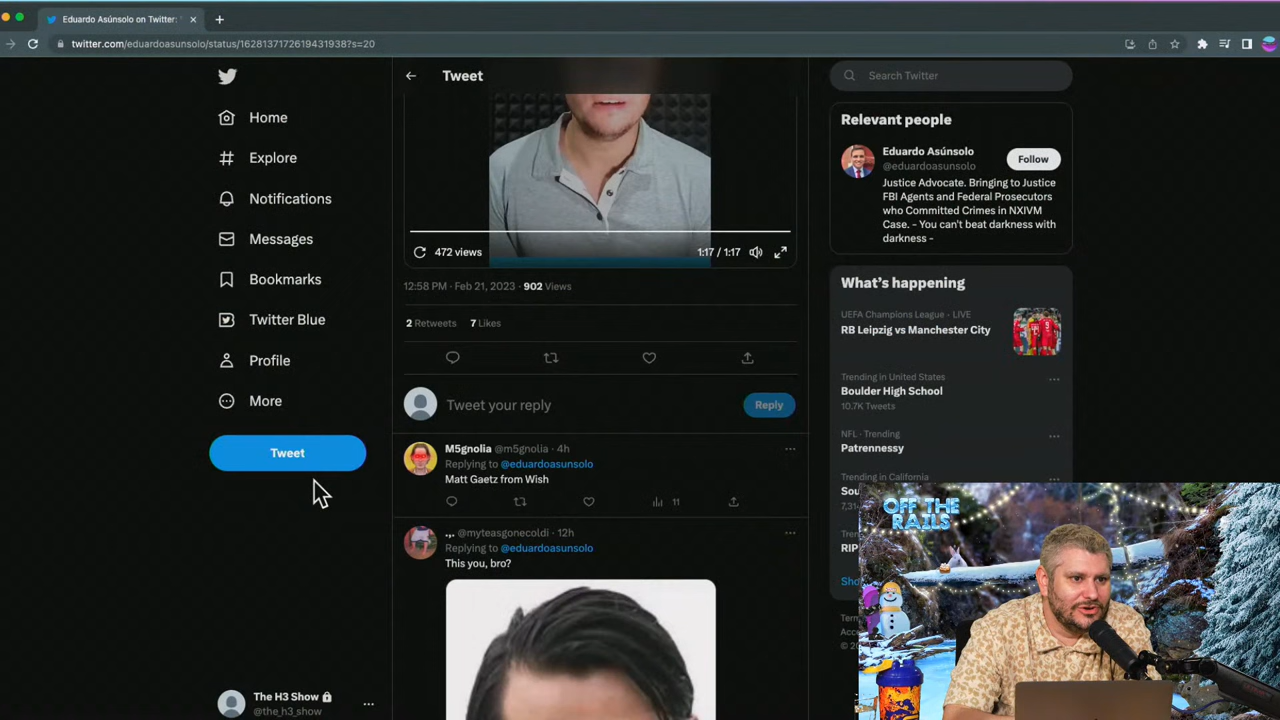 Eduardo Asúnsolo on Twitter: "
twitter.com/eduardoasunsolo/status/1628137172619431938?s=20
Home
Explore
Notifications
Messages
Bookmarks
Twitter Blue
Profile
More
Tweet
The H3 Show
@the_h3_show
Tweet
472 views
1:17 / 1:17
12:58 PM · Feb 21, 2023 · 902 Views
2 Retweets 7 Likes
Tweet your reply
Reply
M5gnolia @m5gnolia · 4h
Replying to @eduardoasunsolo
Matt Gaetz from Wish
11
.,. @myteasgonecoldi · 12h
Replying to @eduardoasunsolo
This you, bro?
Search Twitter
Relevant people
Eduardo Asúnsolo
@eduardoasunsolo
Follow
Justice Advocate. Bringing to Justice
FBI Agents and Federal Prosecutors
who Committed Crimes in NXIVM
Case. - You can't beat darkness with
darkness -
What's happening
UEFA Champions League · LIVE
RB Leipzig vs Manchester City
Trending in United States
Boulder High School
10.7K Tweets
NFL · Trending
Patrennessy
Trending in California
OFF THE
RAILS